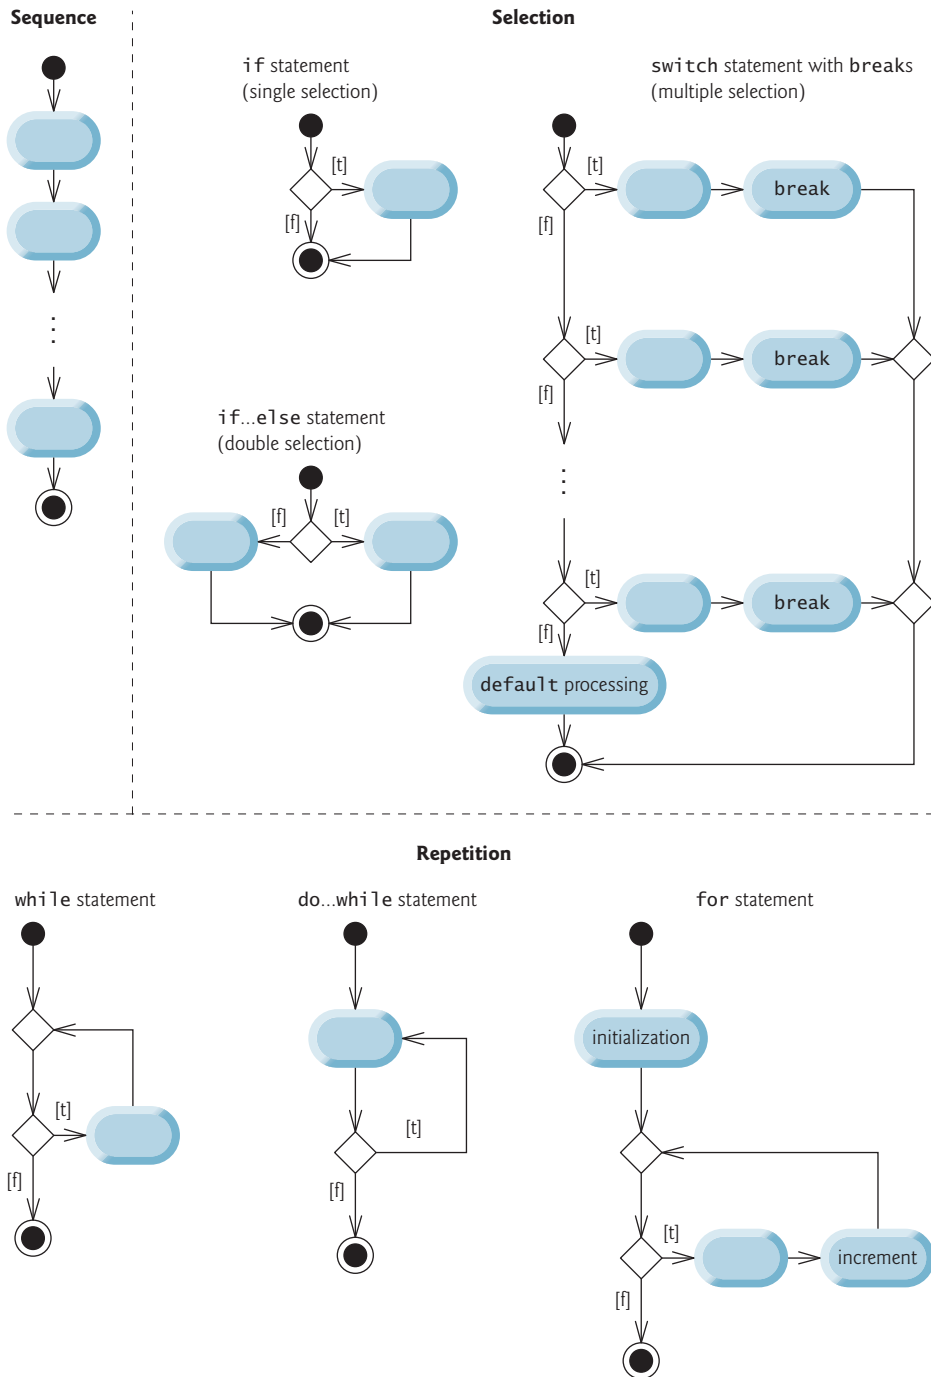 Sequence
Selection
if statement
(single selection)
[t]
[f]
switch statement with breaks
(multiple selection)
[t]
break
[f]
[t]
break
[f]
[t]
break
[f]
default processing
if...else statement
(double selection)
[f]
[t]
Repetition
while statement
[t]
[f]
do...while statement
[t]
[f]
for statement
initialization
[t]
increment
[f]